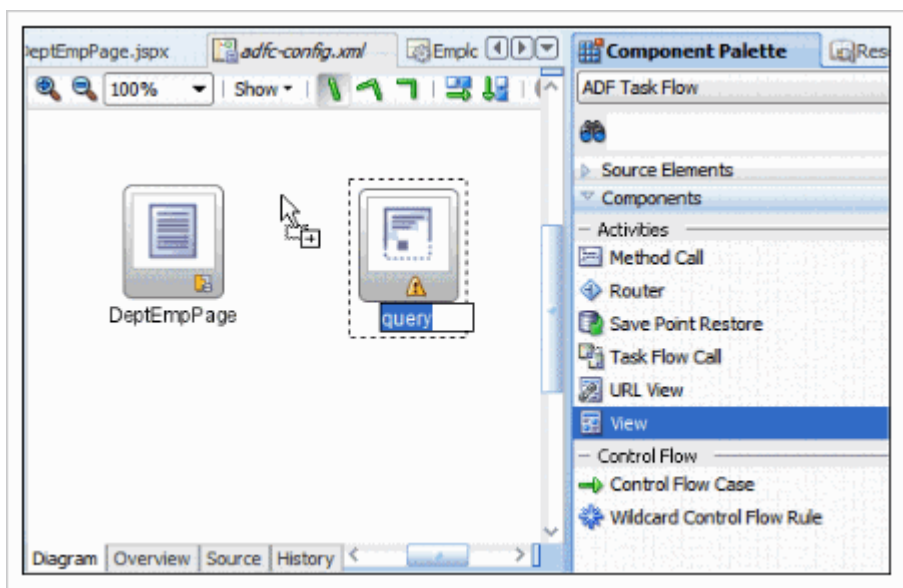 DeptEmpPage.jspx
adfc-config.xml
Emplc
Component Palette
Res
100%
Show
ADF Task Flow
Source Elements
Components
Activities
Method Call
Router
Save Point Restore
Task Flow Call
URL View
View
Control Flow
Control Flow Case
Wildcard Control Flow Rule
DeptEmpPage
query
Diagram
Overview
Source
History